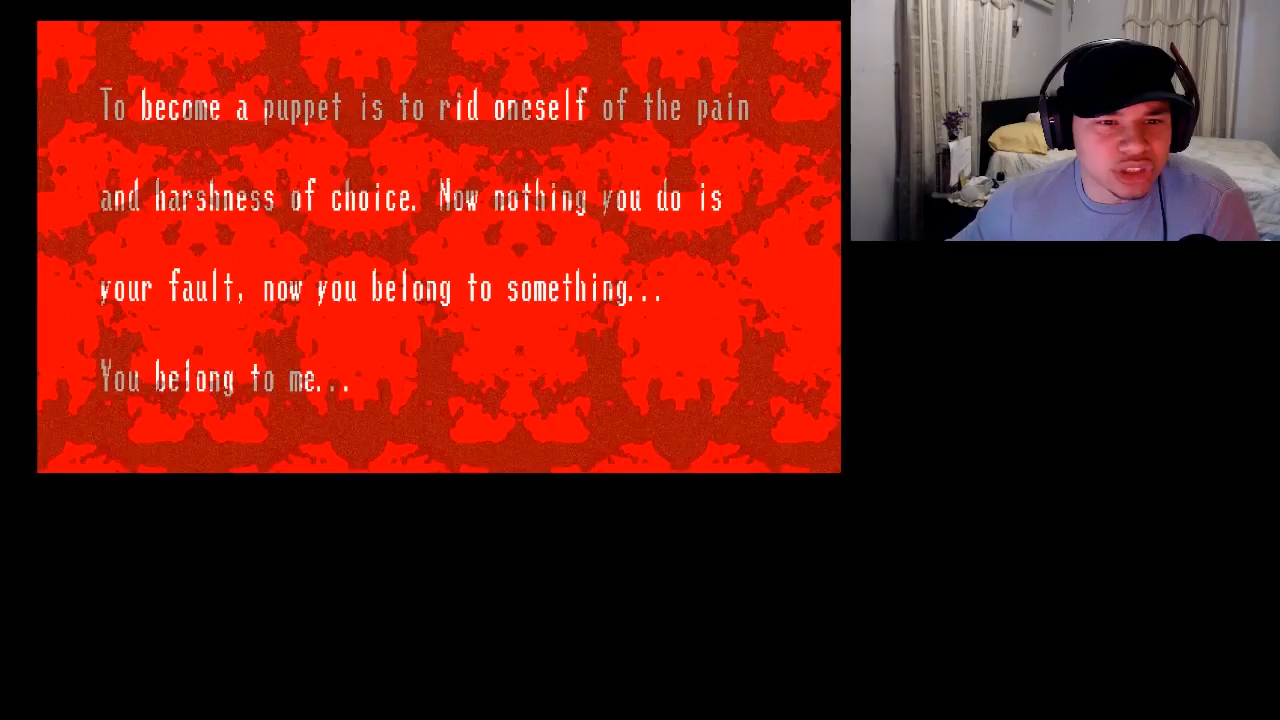 To become a puppet is to rid oneself of the pain
and harshness of choice. Now nothing you do is
your fault, now you belong to something...
You belong to me...